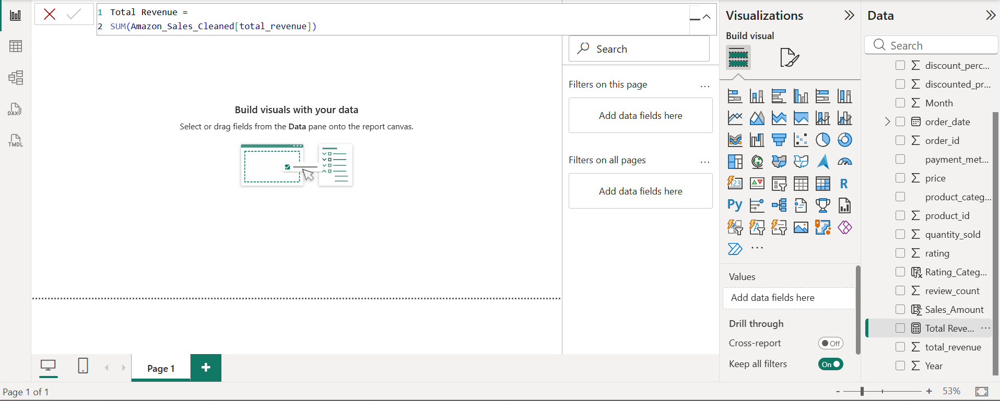 1 Total Revenue =
2 SUM(Amazon_Sales_Cleaned[total_revenue])
DAX
TMDL
Build visuals with your data
Select or drag fields from the Data pane onto the report canvas.
Search
Filters on this page
...
Add data fields here
Filters on all pages
...
Add data fields here
Visualizations
Build visual
123
R
Py
A
...
Values
Add data fields here
Drill through
Cross-report
Off
Keep all filters
On
Data
Search
discount_perc...
discounted_pr...
Month
order_date
order_id
payment_met...
price
product_categ...
product_id
quantity_sold
rating
Rating_Categ...
review_count
Sales_Amount
Total Reve... ...
total_revenue
Year
Page 1
+
Page 1 of 1
- + 53%